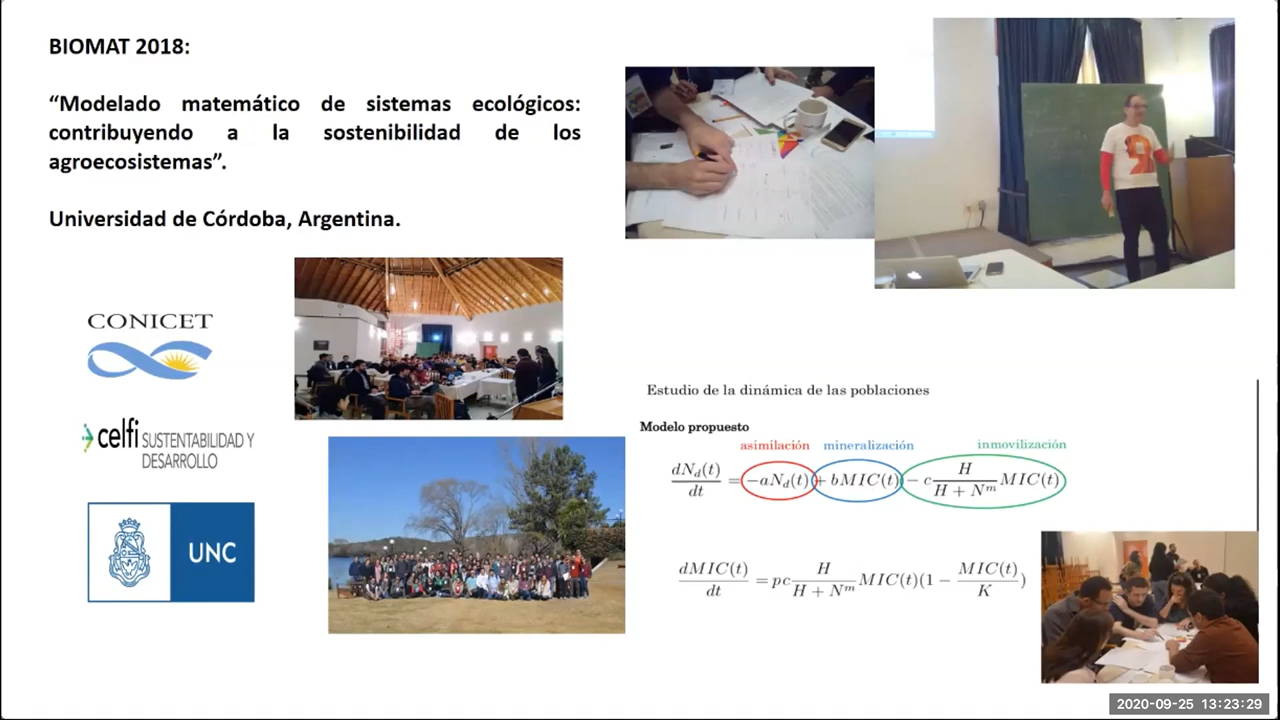 BIOMAT 2018:
“Modelado matemático de sistemas ecológicos:
contribuyendo a la sostenibilidad de los
agroecosistemas”.
Universidad de Córdoba, Argentina.
CONICET
celfi SUSTENTABILIDAD Y
DESARROLLO
UNC
Estudio de la dinámica de las poblaciones
Modelo propuesto
asimilación mineralización inmovilización
dN_d(t)/dt = −aN_d(t) + bMIC(t) − c H/(H + N^m) MIC(t)
dMIC(t)/dt = pc H/(H + N^m) MIC(t)(1 − MIC(t)/K)
2020-09-25 13:23:29